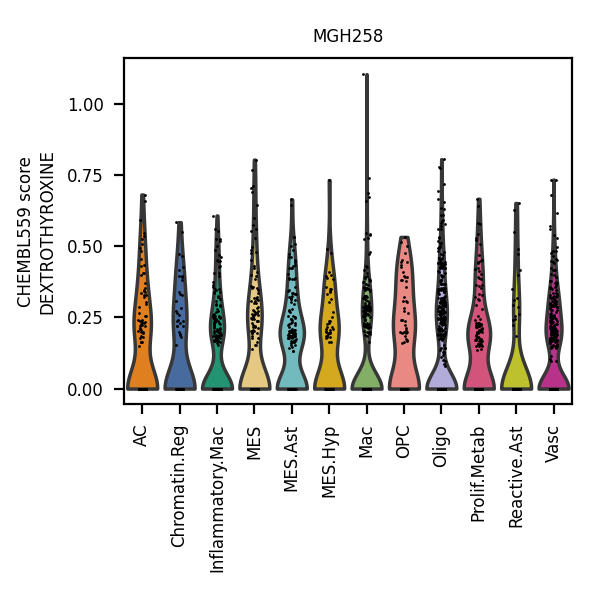 MGH258
CHEMBL559 score
DEXTROTHYROXINE
1.00
0.75
0.50
0.25
0.00
AC
Chromatin.Reg
Inflammatory.Mac
MES
MES.Ast
MES.Hyp
Mac
OPC
Oligo
Prolif.Metab
Reactive.Ast
Vasc